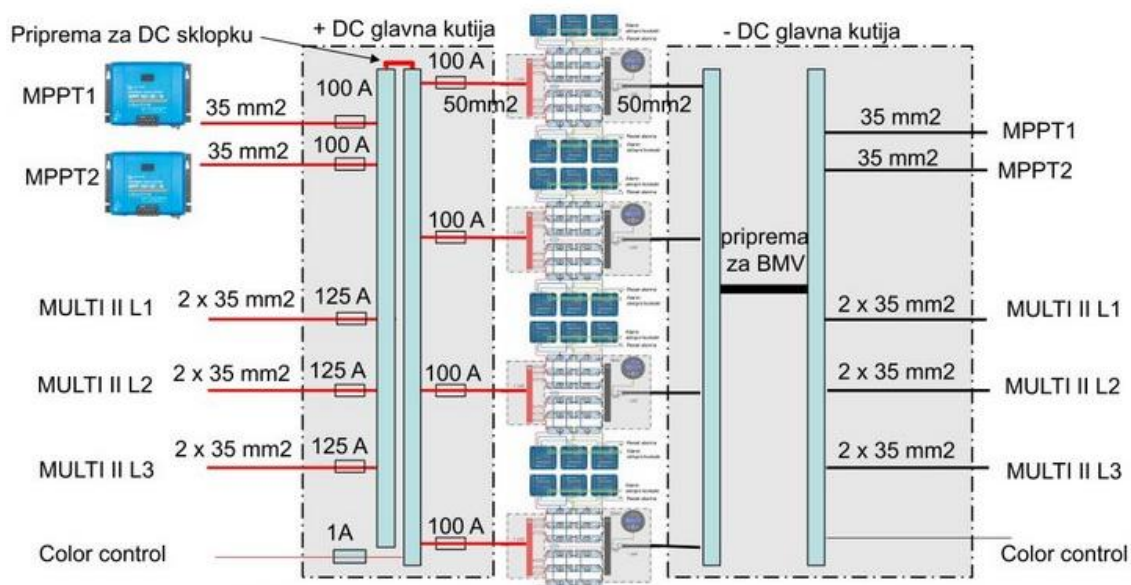 Priprema za DC sklopku
+ DC glavna kutija
- DC glavna kutija
MPPT1
35 mm2
100 A
100 A
50mm2
50mm2
35 mm2
MPPT1
MPPT2
35 mm2
100 A
35 mm2
MPPT2
100 A
priprema
za BMV
MULTI II L1
2 x 35 mm2
125 A
2 x 35 mm2
MULTI II L1
MULTI II L2
2 x 35 mm2
125 A
100 A
2 x 35 mm2
MULTI II L2
MULTI II L3
2 x 35 mm2
125 A
2 x 35 mm2
MULTI II L3
Color control
1A
100 A
Color control